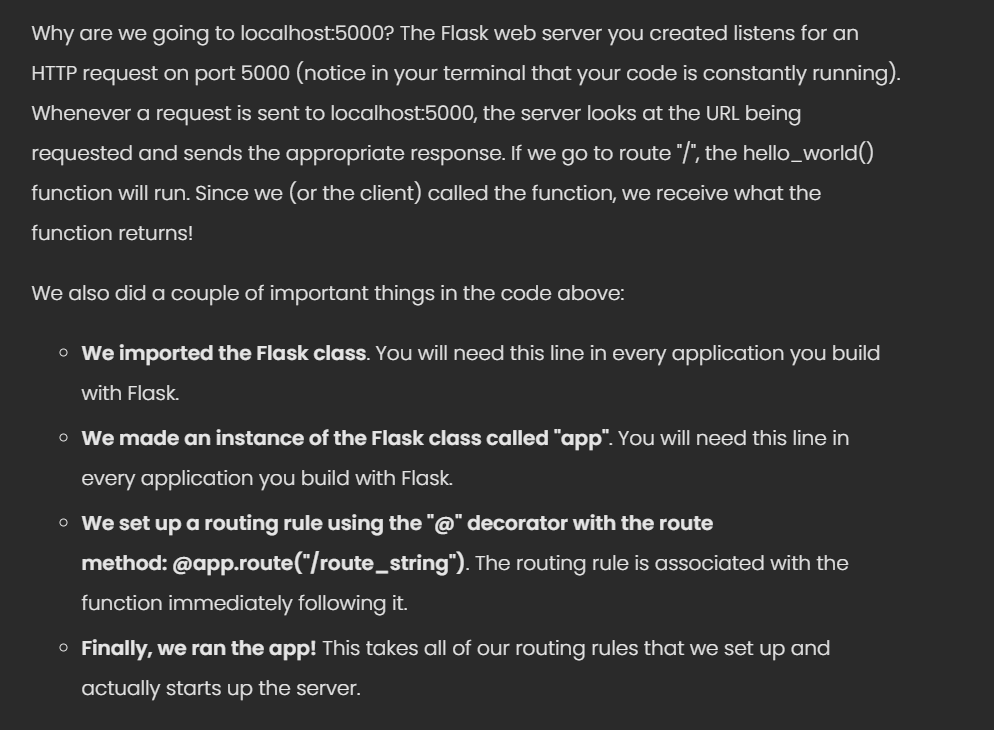 Why are we going to localhost:5000? The Flask web server you created listens for an
HTTP request on port 5000 (notice in your terminal that your code is constantly running).
Whenever a request is sent to localhost:5000, the server looks at the URL being
requested and sends the appropriate response. If we go to route "/", the hello_world()
function will run. Since we (or the client) called the function, we receive what the
function returns!
We also did a couple of important things in the code above:
We imported the Flask class. You will need this line in every application you build
with Flask.
We made an instance of the Flask class called "app". You will need this line in
every application you build with Flask.
We set up a routing rule using the "@" decorator with the route
method: @app.route("/route_string"). The routing rule is associated with the
function immediately following it.
Finally, we ran the app! This takes all of our routing rules that we set up and
actually starts up the server.